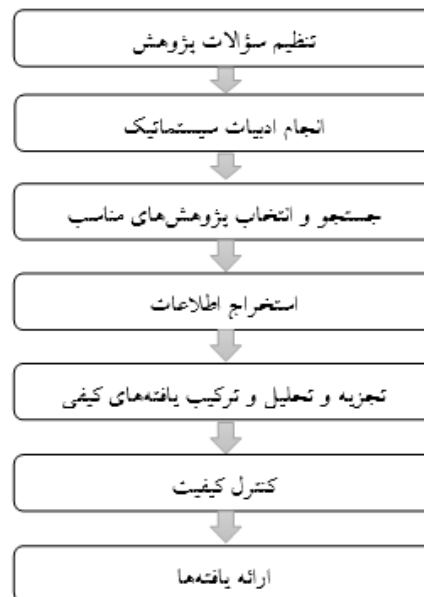 تنظیم سؤالات پژوهش
انجام ادبیات سیستماتیک
جستجو و انتخاب پژوهش‌های مناسب
استخراج اطلاعات
تجزیه و تحلیل و ترکیب یافته‌های کیفی
کنترل کیفیت
ارائه یافته‌ها